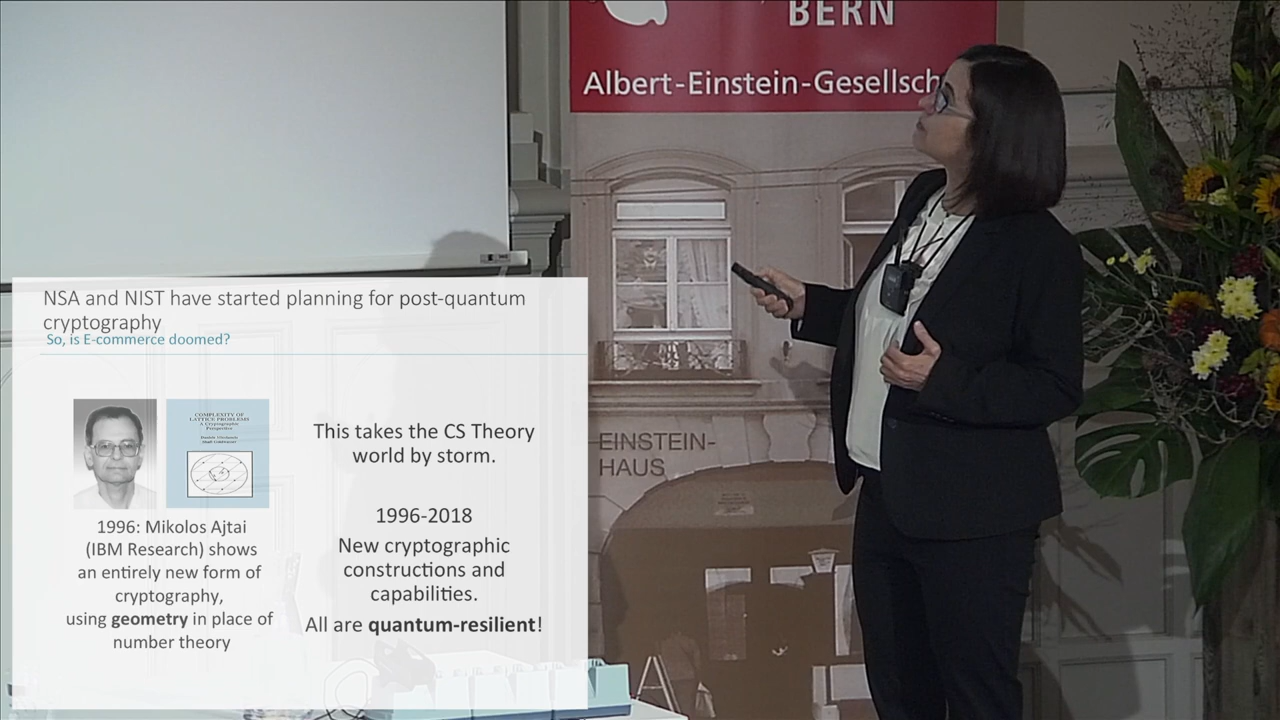 BERN
Albert-Einstein-Gesellsch
EINSTEIN-
HAUS
NSA and NIST have started planning for post-quantum
cryptography
So, is E-commerce doomed?
COMPLEXITY OF
LATTICE PROBLEMS
A Cryptographic
Perspective
1996: Mikolos Ajtai
(IBM Research) shows
an entirely new form of
cryptography,
using geometry in place of
number theory
This takes the CS Theory
world by storm.
1996-2018
New cryptographic
constructions and
capabilities.
All are quantum-resilient!